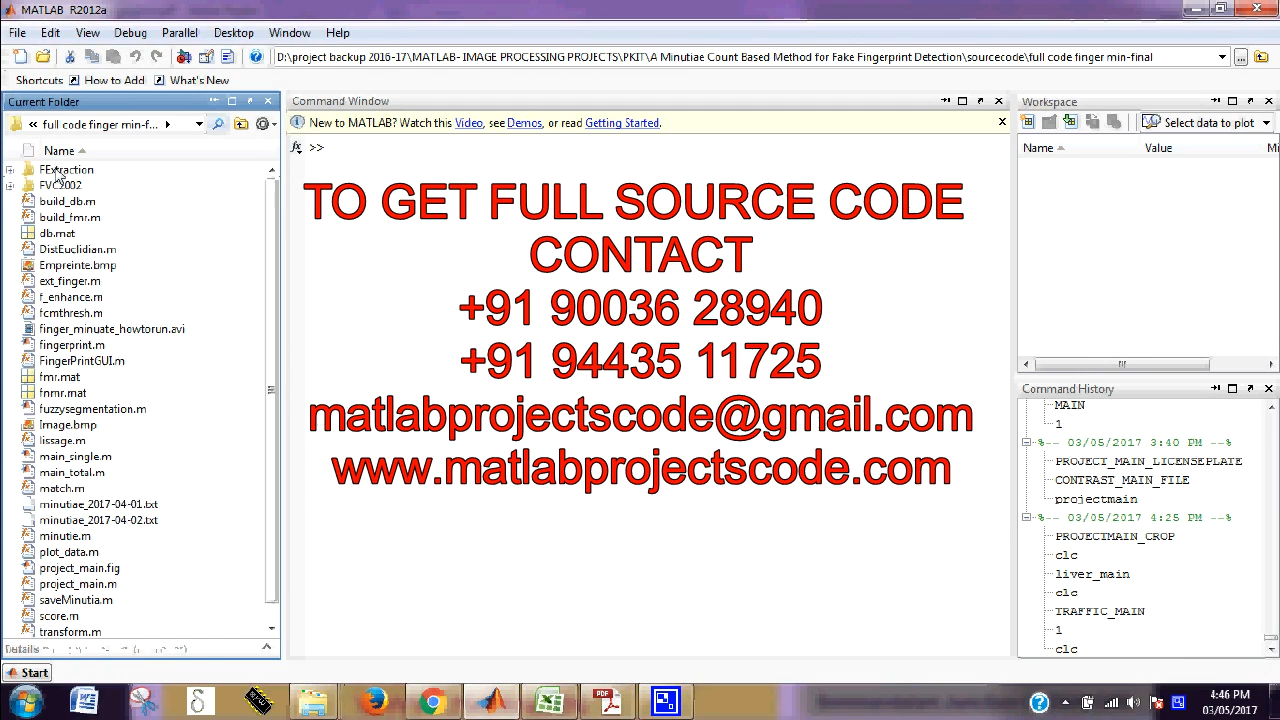 MATLAB R2012a
File Edit View Debug Parallel Desktop Window Help
D:\project backup 2016-17\MATLAB- IMAGE PROCESSING PROJECTS\PKIT\A Minutiae Count Based Method for Fake Fingerprint Detection\sourcecode\full code finger min-final
Shortcuts How to Add What's New
Current Folder
« full code finger min-f...
Name
FExtraction
FVC2002
build_db.m
build_fmr.m
db.mat
DistEuclidian.m
Empreinte.bmp
ext_finger.m
f_enhance.m
fcmthresh.m
finger_minuate_howtorun.avi
fingerprint.m
FingerPrintGUI.m
fmr.mat
fnmr.mat
fuzzysegmentation.m
Image.bmp
lissage.m
main_single.m
main_total.m
match.m
minutiae_2017-04-01.txt
minutiae_2017-04-02.txt
minutie.m
plot_data.m
project_main.fig
project_main.m
saveMinutia.m
score.m
transform.m
Details
Command Window
New to MATLAB? Watch this Video, see Demos, or read Getting Started.
fx >>
TO GET FULL SOURCE CODE
CONTACT
+91 90036 28940
+91 94435 11725
matlabprojectscode@gmail.com
www.matlabprojectscode.com
Workspace
Select data to plot
Name Value Mi
Command History
MAIN
1
%-- 03/05/2017 3:40 PM --%
PROJECT_MAIN_LICENSEPLATE
CONTRAST_MAIN_FILE
projectmain
%-- 03/05/2017 4:25 PM --%
PROJECTMAIN_CROP
clc
liver_main
clc
TRAFFIC_MAIN
1
clc
Start
4:46 PM
03/05/2017